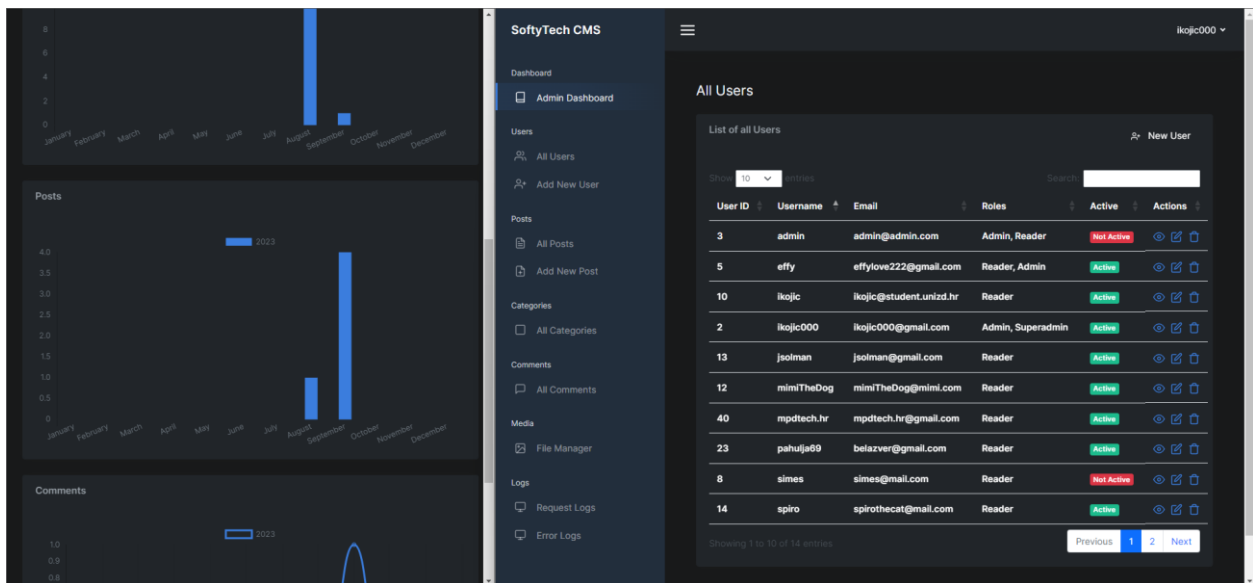 8
6
4
2
0
January February March April May June July August September October November December
Posts
2023
4.0
3.5
3.0
2.5
2.0
1.5
1.0
0.5
0
January February March April May June July August September October November December
Comments
2023
1.0
0.9
0.8
SoftyTech CMS
Dashboard
Admin Dashboard
Users
All Users
Add New User
Posts
All Posts
Add New Post
Categories
All Categories
Comments
All Comments
Media
File Manager
Logs
Request Logs
Error Logs
ikojic000
All Users
List of all Users
New User
Show 10 entries Search:
User ID Username Email Roles Active Actions
3 admin admin@admin.com Admin, Reader Not Active
5 effy effylove222@gmail.com Reader, Admin Active
10 ikojic ikojic@student.unizd.hr Reader Active
2 ikojic000 ikojic000@gmail.com Admin, Superadmin Active
13 jsolman jsolman@gmail.com Reader Active
12 mimiTheDog mimiTheDog@mimi.com Reader Active
40 mpdtech.hr mpdtech.hr@gmail.com Reader Active
23 pahulja69 belazver@gmail.com Reader Active
8 simes simes@mail.com Reader Not Active
14 spiro spirothecat@mail.com Reader Active
Showing 1 to 10 of 14 entries Previous 1 2 Next